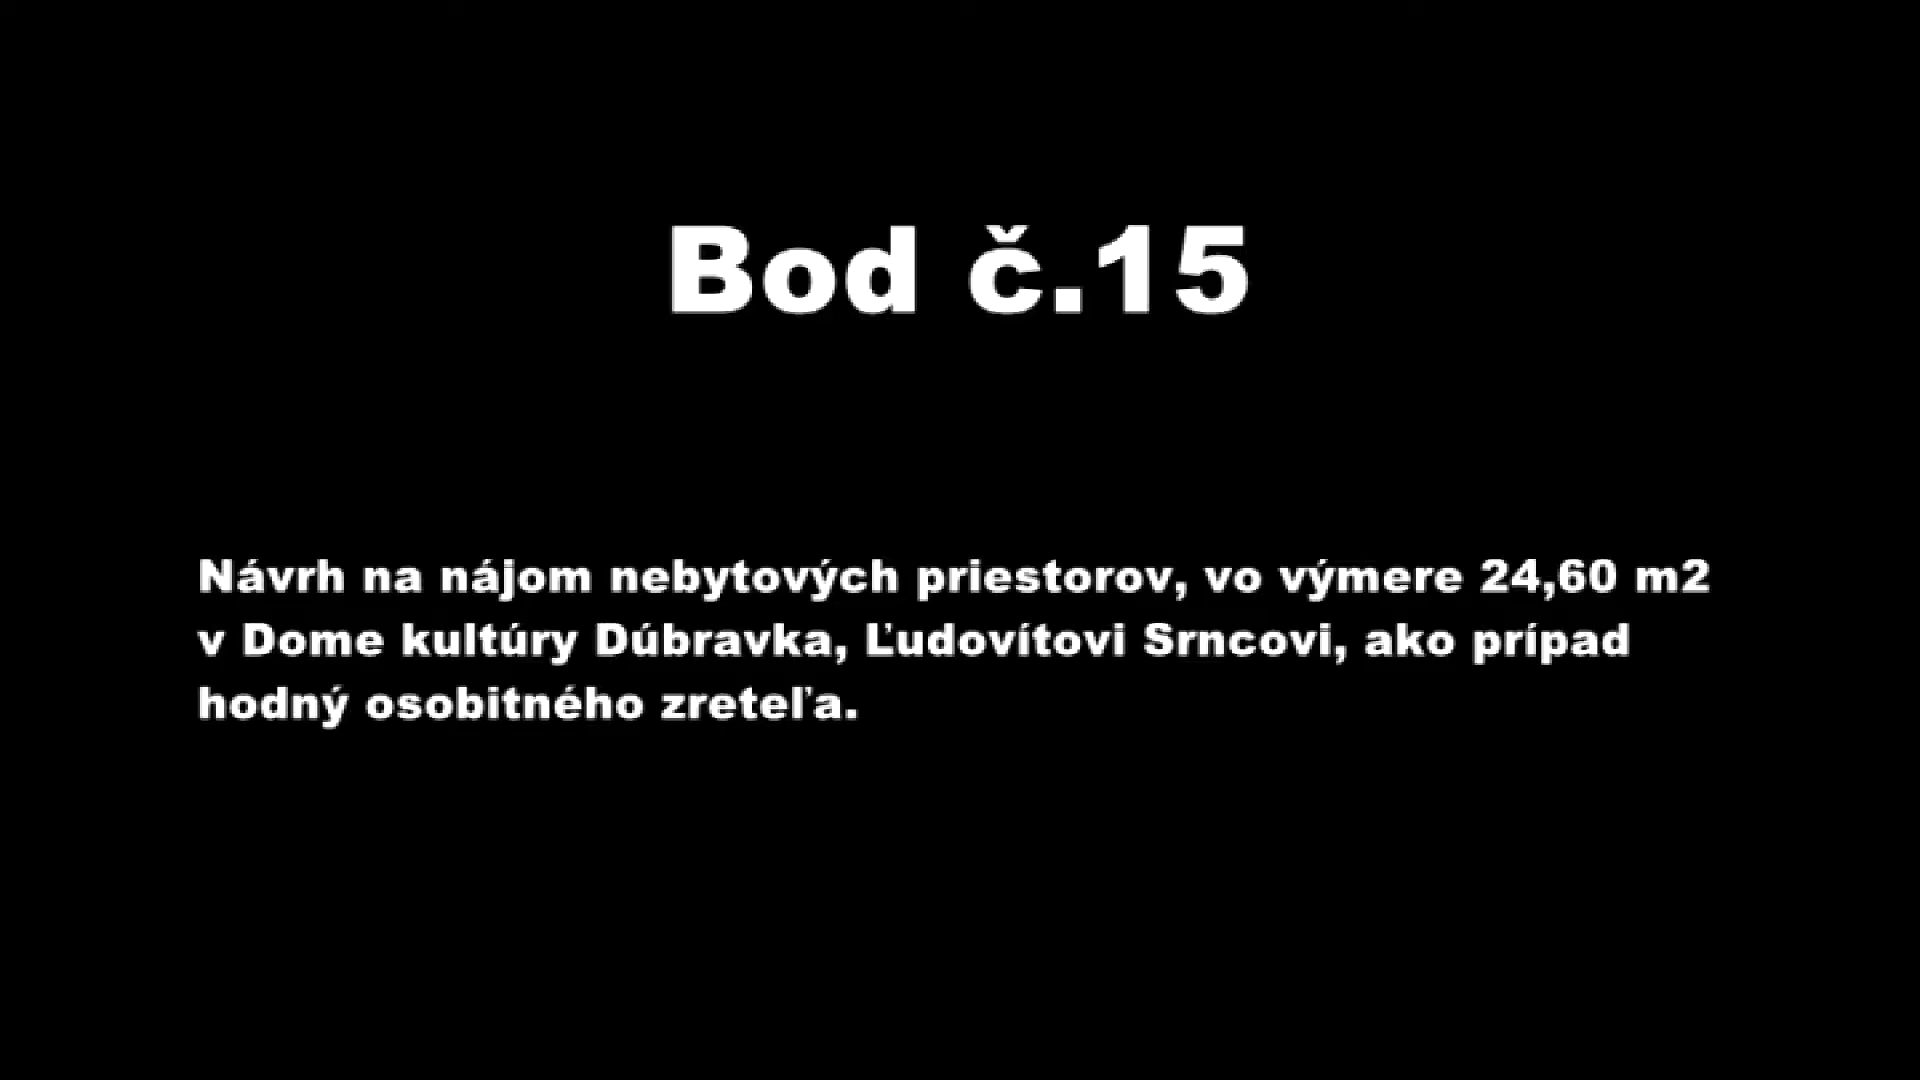 Bod č.15
Návrh na nájom nebytových priestorov, vo výmere 24,60 m2
v Dome kultúry Dúbravka, Ľudovítovi Srncovi, ako prípad
hodný osobitného zreteľa.